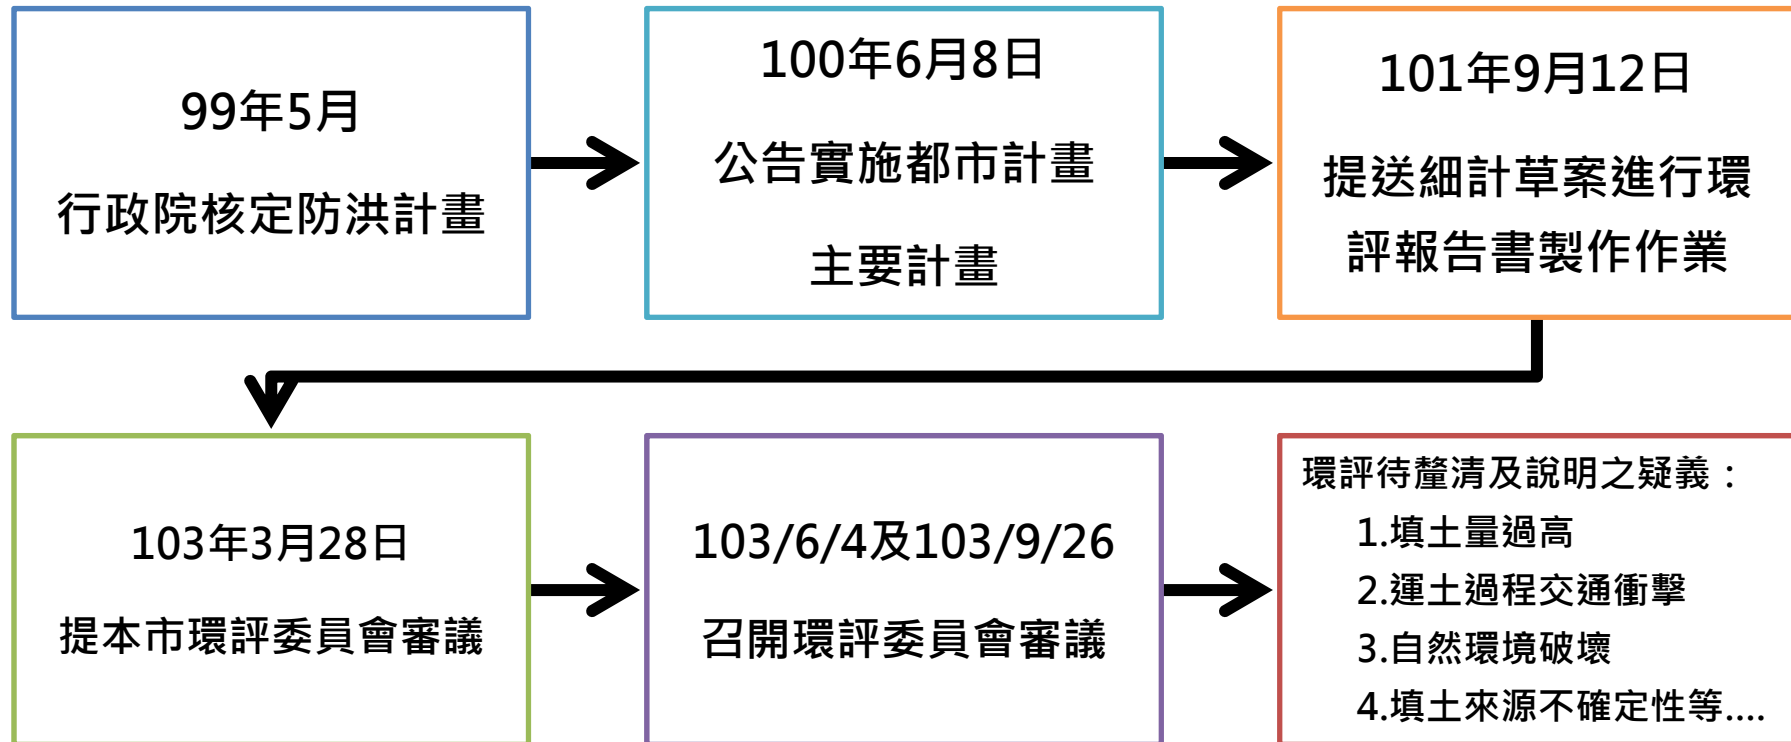 99年5月
行政院核定防洪計畫
100年6月8日
公告實施都市計畫
主要計畫
101年9月12日
提送細計草案進行環
評報告書製作作業
103年3月28日
提本市環評委員會審議
103/6/4及103/9/26
召開環評委員會審議
環評待釐清及說明之疑義：
1.填土量過高
2.運土過程交通衝擊
3.自然環境破壞
4.填土來源不確定性等....